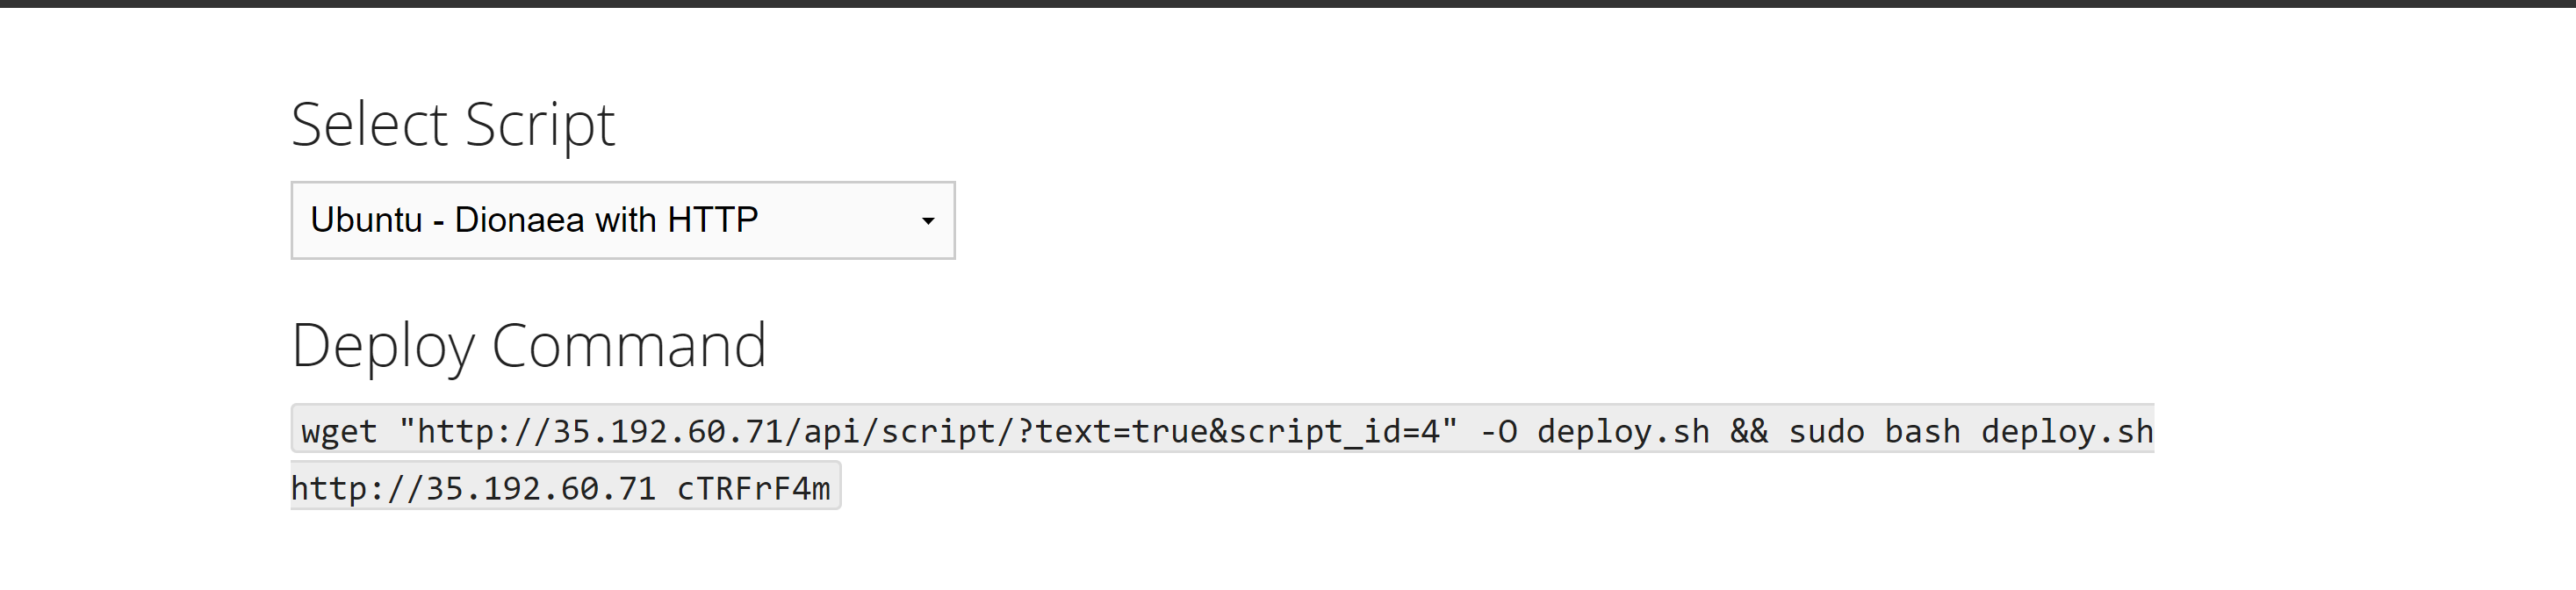 Select Script
Ubuntu - Dionaea with HTTP
Deploy Command
wget "http://35.192.60.71/api/script/?text=true&script_id=4" -O deploy.sh && sudo bash deploy.sh
http://35.192.60.71 cTRFrF4m